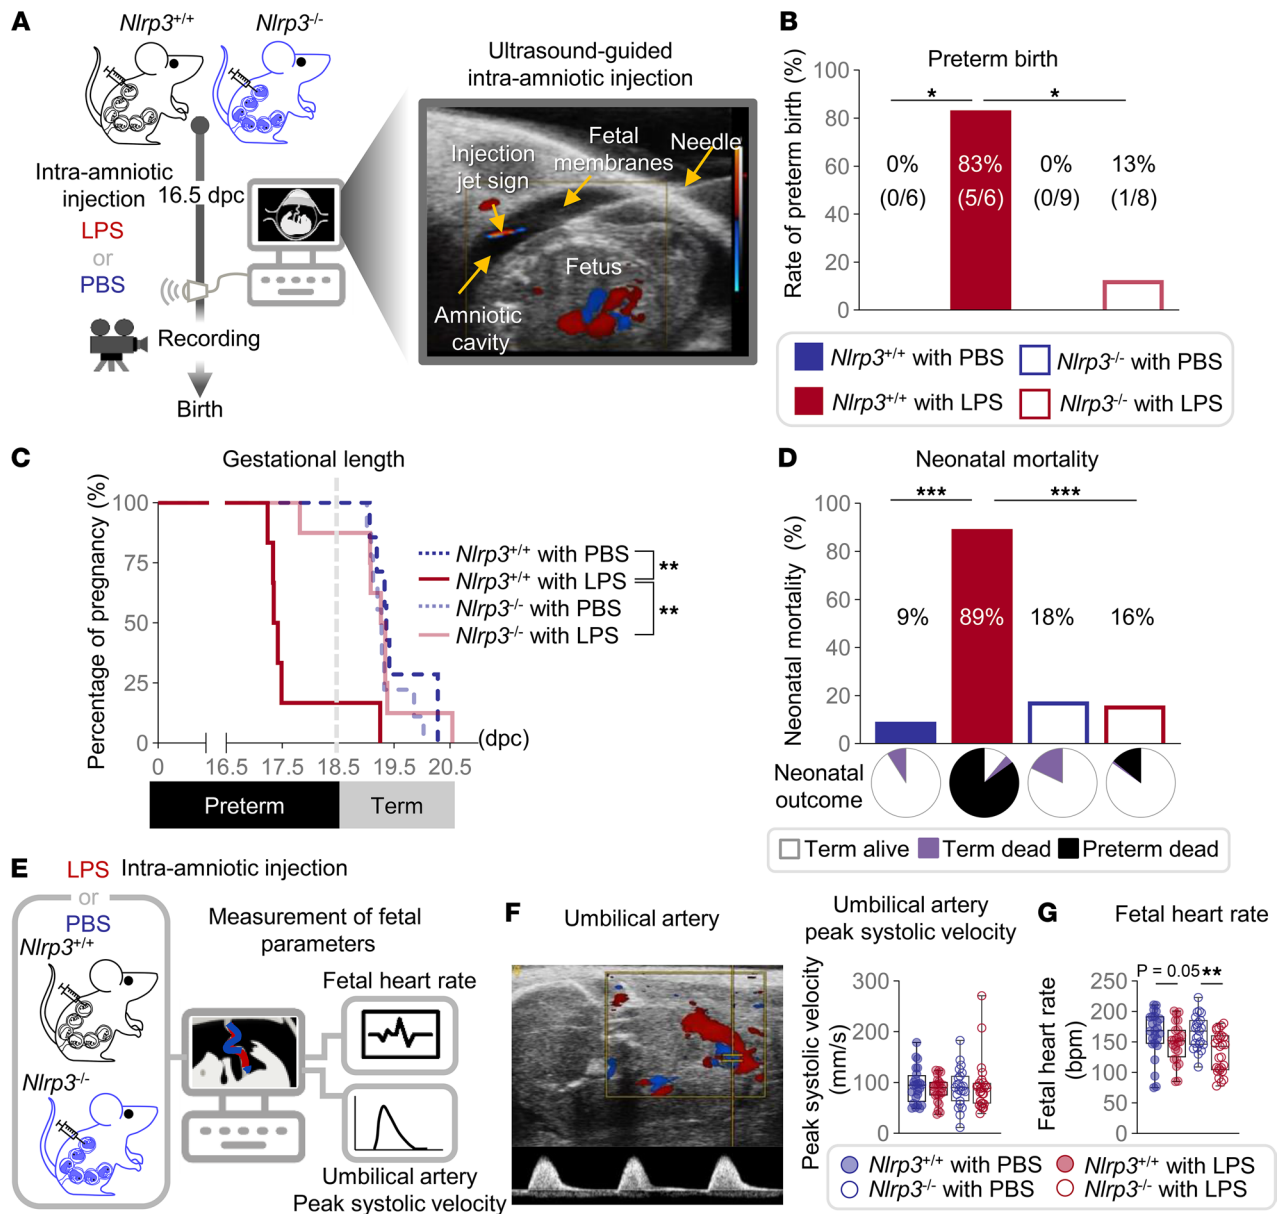 A
Nlrp3+/+
Nlrp3-/-
Intra-amniotic
injection
16.5 dpc
LPS
or
PBS
Recording
Birth
Ultrasound-guided
intra-amniotic injection
Injection
jet sign
Fetal
membranes
Needle
Fetus
Amniotic
cavity
B
Preterm birth
Rate of preterm birth (%)
100
80
60
40
20
0
*
*
0%
(0/6)
83%
(5/6)
0%
(0/9)
13%
(1/8)
Nlrp3+/+ with PBS
Nlrp3-/- with PBS
Nlrp3+/+ with LPS
Nlrp3-/- with LPS
C
Gestational length
Percentage of pregnancy (%)
100
75
50
25
0
0
16.5
17.5
18.5
19.5
20.5
(dpc)
Nlrp3+/+ with PBS
Nlrp3+/+ with LPS
Nlrp3-/- with PBS
Nlrp3-/- with LPS
**
**
Preterm
Term
D
Neonatal mortality
Neonatal mortality (%)
100
80
60
40
20
0
***
***
9%
89%
18%
16%
Neonatal
outcome
Term alive
Term dead
Preterm dead
E
LPS
or
PBS
Intra-amniotic injection
Nlrp3+/+
Nlrp3-/-
Measurement of fetal
parameters
Fetal heart rate
Umbilical artery
Peak systolic velocity
F
Umbilical artery
Umbilical artery
peak systolic velocity
Peak systolic velocity
(mm/s)
300
200
100
0
G
Fetal heart rate
Fetal heart rate
(bpm)
250
200
150
100
50
0
P = 0.05
**
Nlrp3+/+ with PBS
Nlrp3+/+ with LPS
Nlrp3-/- with PBS
Nlrp3-/- with LPS